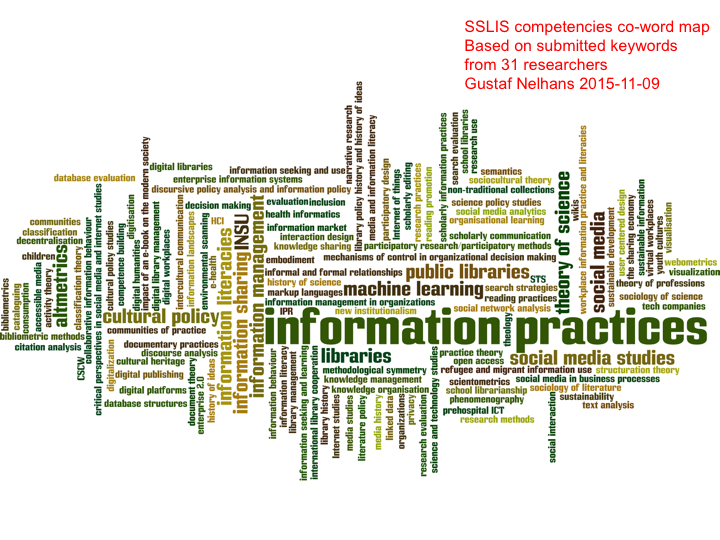 SSLIS competencies co-word map
Based on submitted keywords
from 31 researchers
Gustaf Nelhans 2015-11-09
database evaluation
digital libraries
enterprise information systems
information seeking and use
discursive policy analysis and information policy
decision making
HCI
evaluation
inclusion
health informatics
information market
interaction design
knowledge sharing
embodiment
mechanisms of control in organizational decision making
participatory research/participatory methods
informal and formal relationships
history of science
markup languages
information management in organizations
IPR
new institutionalism
public libraries
STS
machine learning
search strategies
reading practices
social network analysis
semantics
sociocultural theory
non-traditional collections
science policy studies
social media analytics
organisational learning
scholarly communication
webometrics
visualization
theory of professions
sociology of science
tech companies
communities
classification
decentralisation
children
bibliometric methods
citation analysis
cultural policy
communities of practice
documentary practices
discourse analysis
cultural heritage
digital publishing
digital platforms
database structures
information practices
libraries
methodological symmetry
knowledge management
knowledge organisation
practice theory
open access
social media studies
refugee and migrant information use
structuration theory
scientometrics
social media in business processes
school librarianship
sociology of literature
phenomenography
sustainability
prehospital ICT
text analysis
research methods
bibliometrics
cataloguing
consumption
accessible media
activity theory
altmetrics
classification theory
collaborative information behaviour
critical perspectives in social media and internet studies
cultural policy studies
competence building
digitisation
digital humanities
impact of an e-book on the modern society
digital library management
digital workplaces
intercultural communication
information landscapes
environmental scanning
e-health
information literacies
information sharing
INSU
information management
narrative research
library policy history and history of ideas
media and information literacy
participatory design
Internet of things
scholarly editing
research practices
reading promotion
scholarly information practices
search evaluation
school libraries
research use
theory of science
wikis
workplace information practice and literacies
social media
sustainable development
user centered design
the sharing economy
sustainable information
virtual workplaces
youth cultures
visualisation
theology
CSCW
digitalization
document theory
enterprise 2.0
history of ideas
information behaviour
information literacy
library management
information seeking and learning
international library cooperation
library history
Internet studies
media studies
literature policy
media history
linked data
organizations
privacy
research evaluation
science and technology studies
social interaction